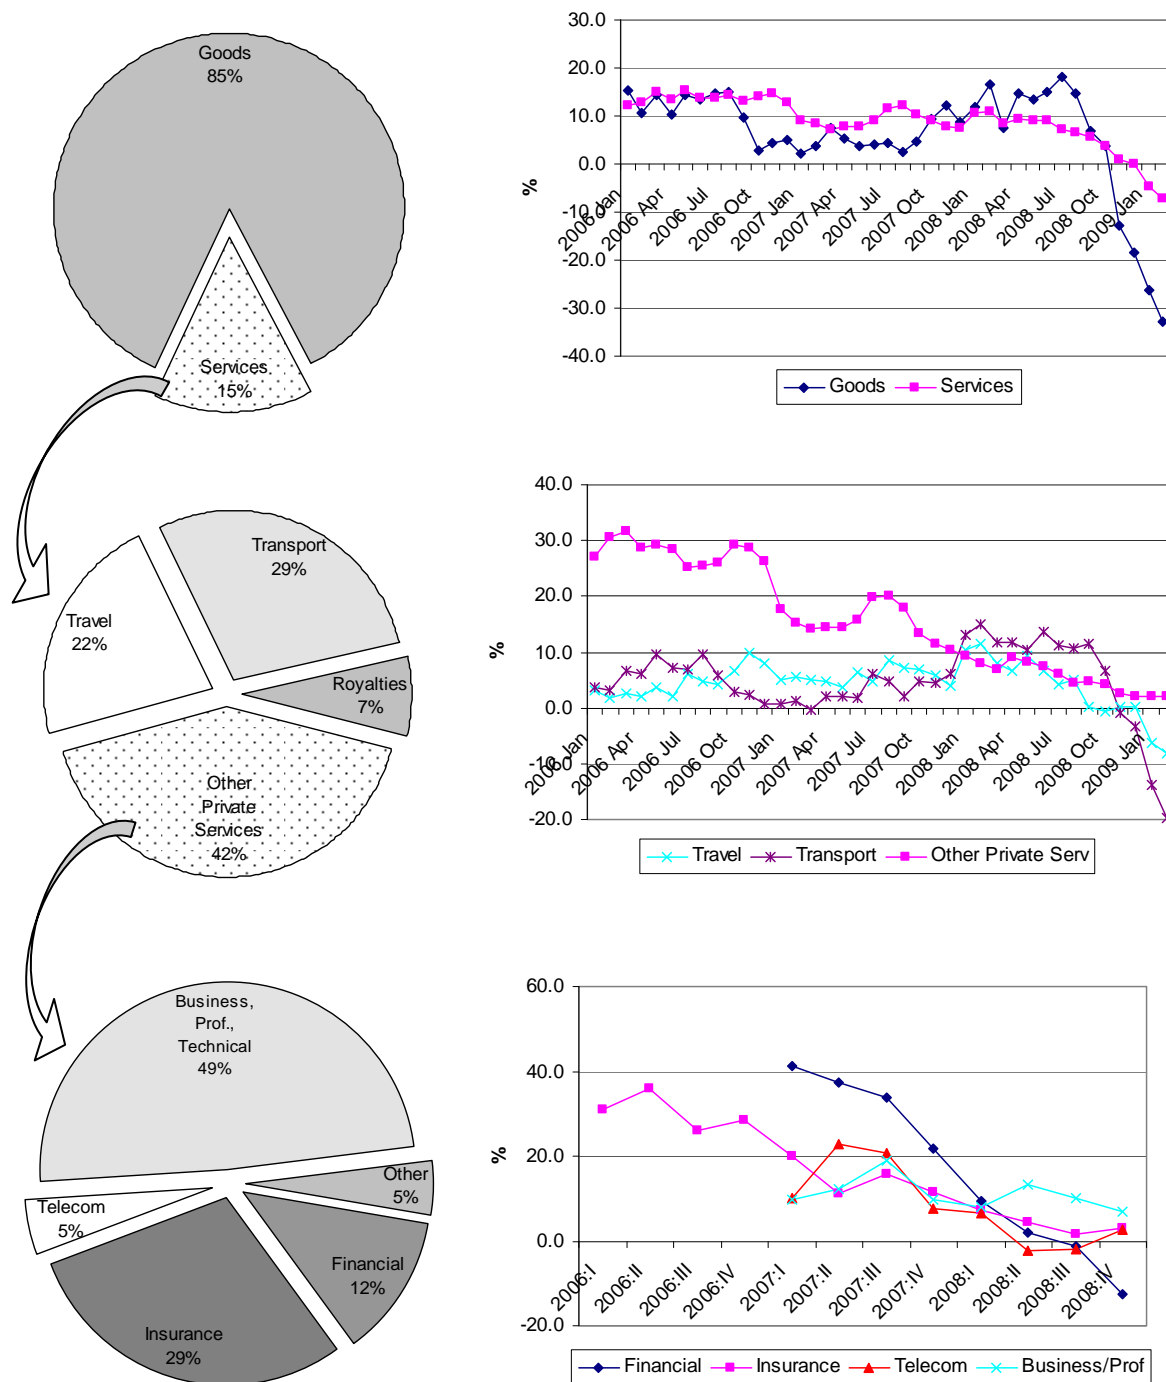 Goods
85%
Services
15%
30.0
20.0
10.0
0.0
-10.0
-20.0
-30.0
-40.0
%
2006 Jan
2006 Apr
2006 Jul
2006 Oct
2007 Jan
2007 Apr
2007 Jul
2007 Oct
2008 Jan
2008 Apr
2008 Jul
2008 Oct
2009 Jan
Goods Services
Transport
29%
Travel
22%
Royalties
7%
Other
Private
Services
42%
40.0
30.0
20.0
10.0
0.0
-10.0
-20.0
%
2006 Jan
2006 Apr
2006 Jul
2006 Oct
2007 Jan
2007 Apr
2007 Jul
2007 Oct
2008 Jan
2008 Apr
2008 Jul
2008 Oct
2009 Jan
Travel Transport Other Private Serv
Business,
Prof.,
Technical
49%
Other
5%
Telecom
5%
Financial
12%
Insurance
29%
60.0
40.0
20.0
0.0
-20.0
%
2006:I
2006:II
2006:III
2006:IV
2007:I
2007:II
2007:III
2007:IV
2008:I
2008:II
2008:III
2008:IV
Financial Insurance Telecom Business/Prof